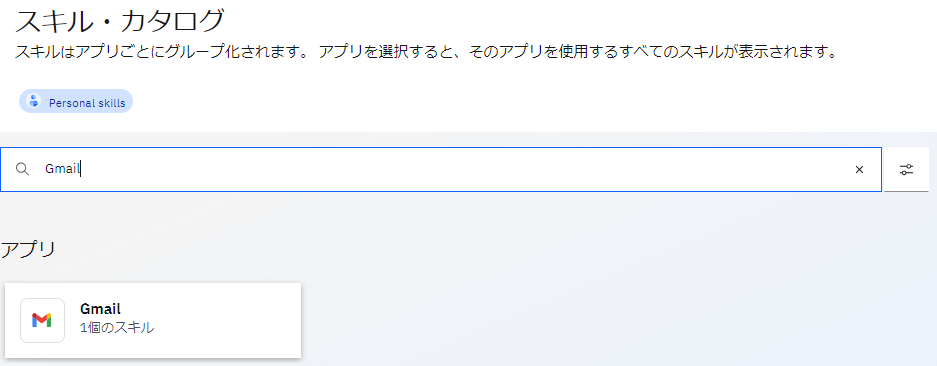 スキル・カタログ
スキルはアプリごとにグループ化されます。 アプリを選択すると、そのアプリを使用するすべてのスキルが表示されます。
Personal skills
Gmail
アプリ
Gmail
1個のスキル